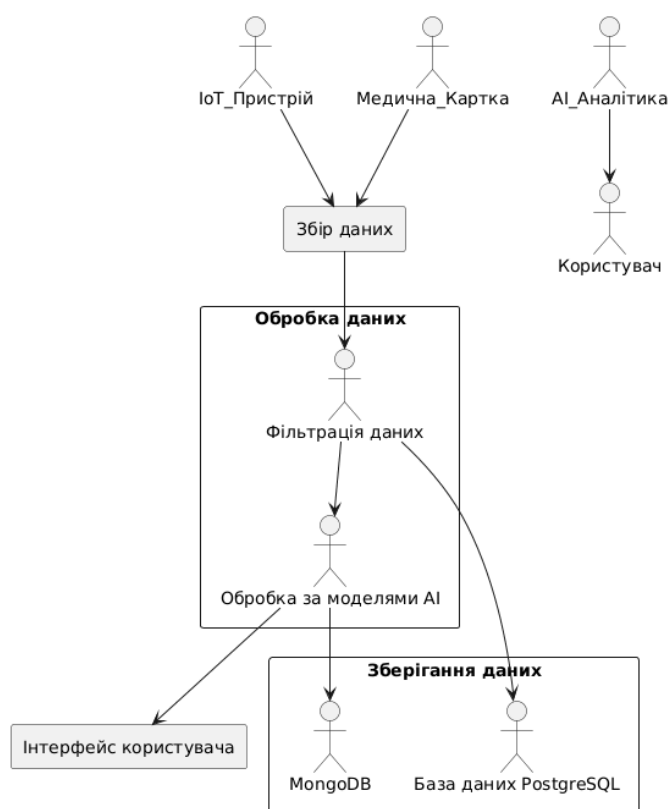 IoT_Пристрій
Медична_Картка
AI_Аналітика
Збір даних
Користувач
Обробка даних
Фільтрація даних
Обробка за моделями AI
Зберігання даних
Інтерфейс користувача
MongoDB
База даних PostgreSQL